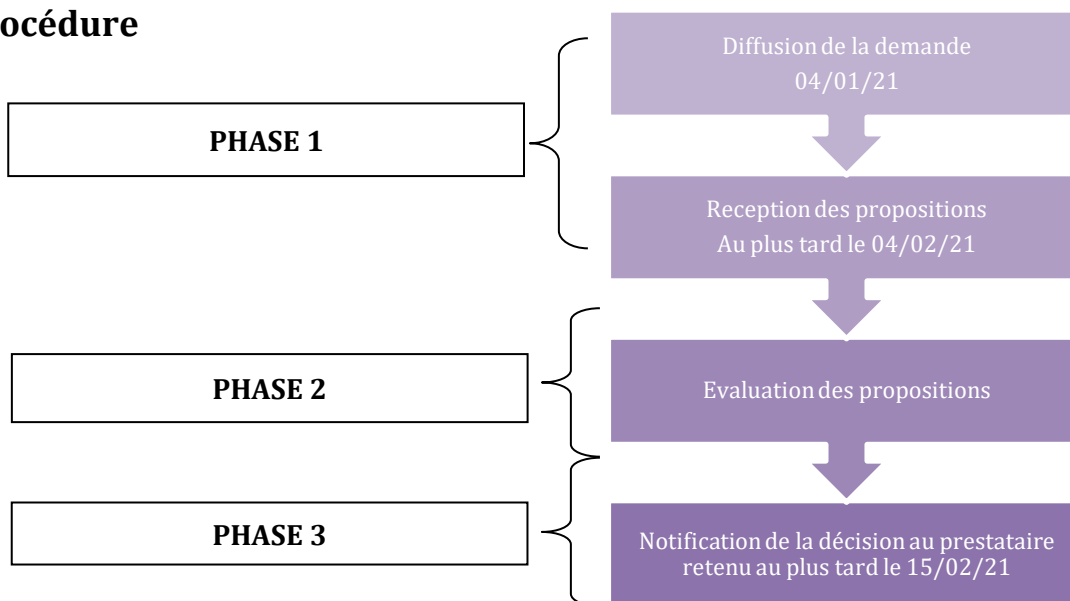 océdure
PHASE 1
Diffusion de la demande
04/01/21
Reception des propositions
Au plus tard le 04/02/21
PHASE 2
Evaluation des propositions
PHASE 3
Notification de la décision au prestataire
retenu au plus tard le 15/02/21